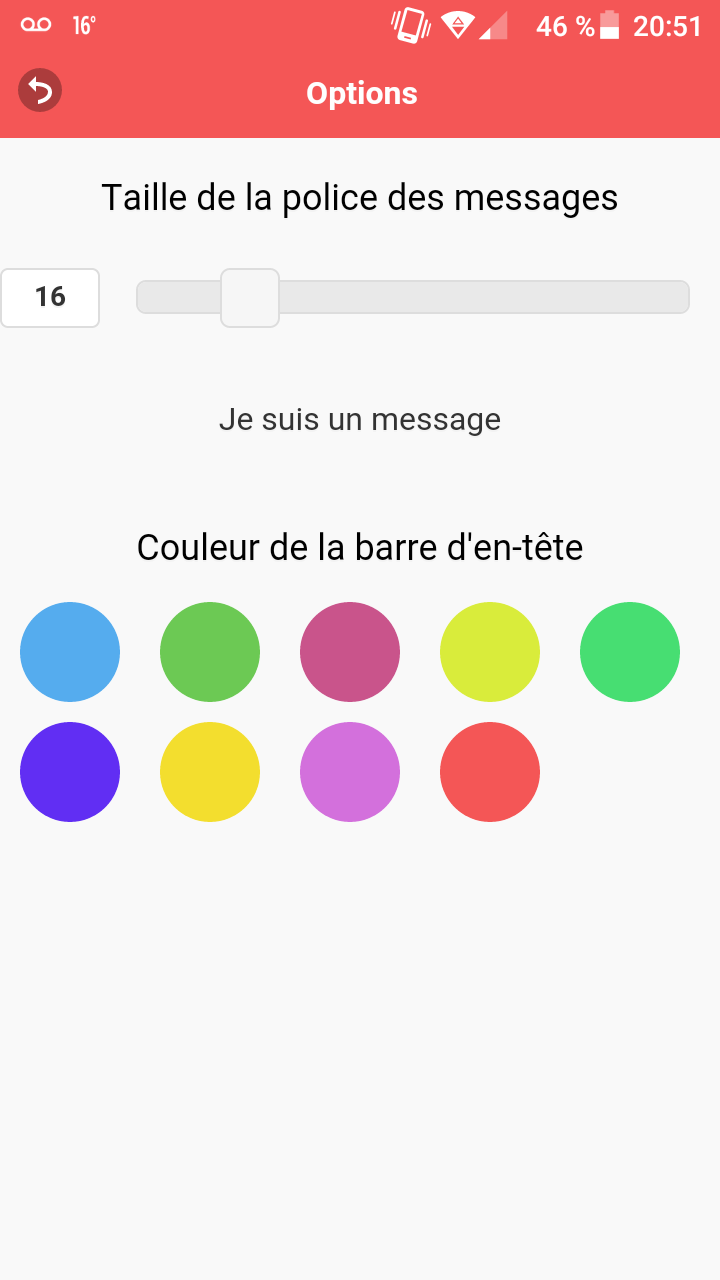 16° 46 % 20:51
Options
Taille de la police des messages
16
Je suis un message
Couleur de la barre d'en-tête